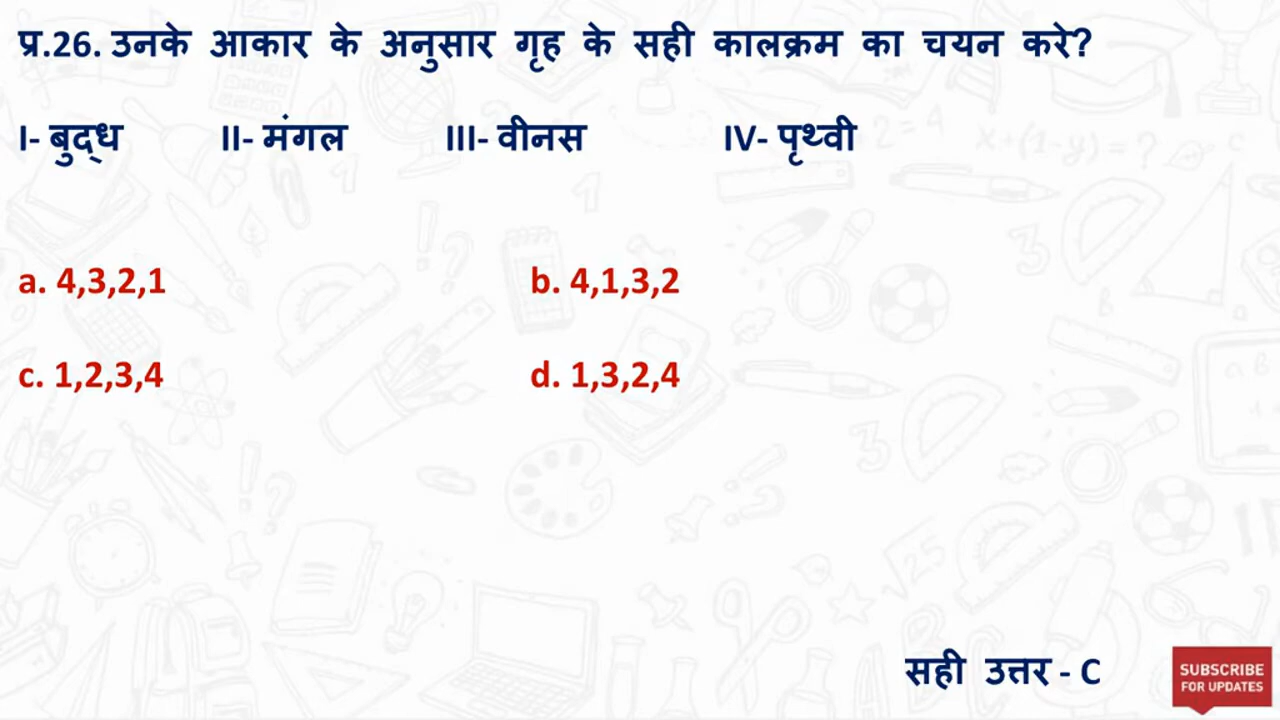 प्र.26. उनके आकार के अनुसार गृह के सही कालक्रम का चयन करे?
I- बुद्ध II- मंगल III- वीनस IV- पृथ्वी
a. 4,3,2,1 b. 4,1,3,2
c. 1,2,3,4 d. 1,3,2,4
सही उत्तर - C
SUBSCRIBE
FOR UPDATES